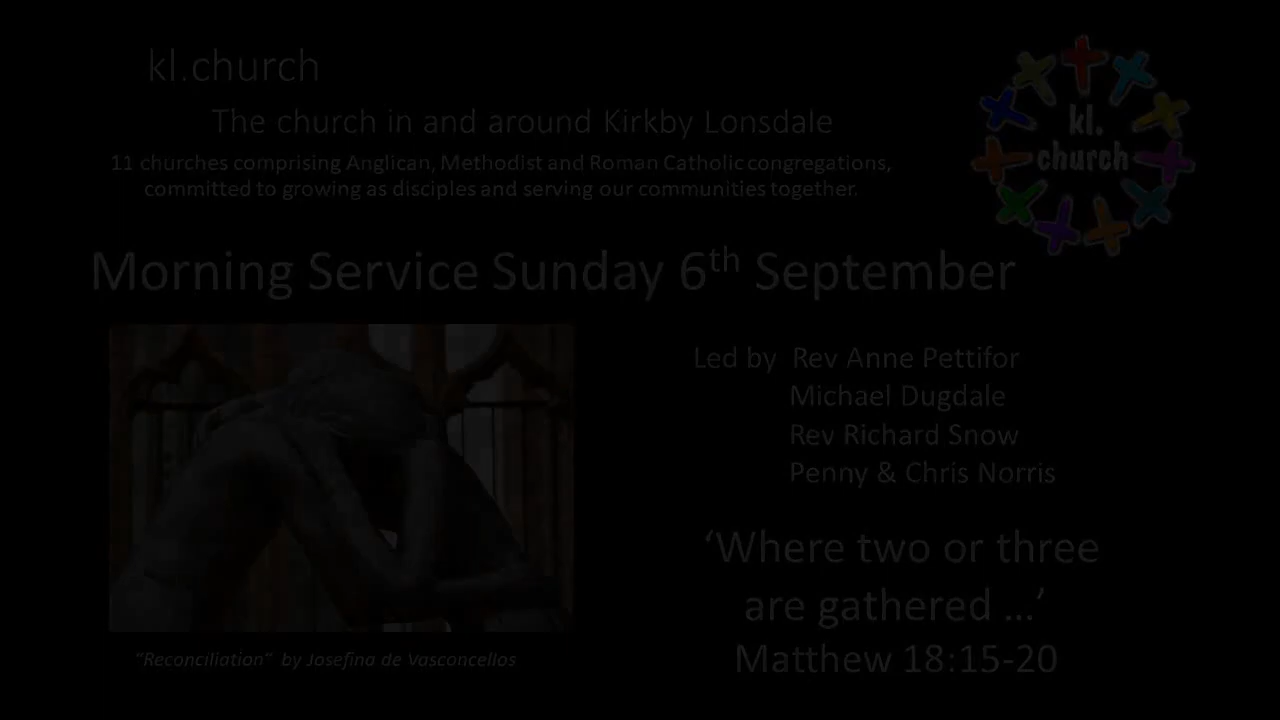 kl.church
The church in and around Kirkby Lonsdale
11 churches comprising Anglican, Methodist and Roman Catholic congregations,
committed to growing as disciples and serving our communities together.
kl.
church
Morning Service Sunday 6th September
Led by Rev Anne Pettifor
Michael Dugdale
Rev Richard Snow
Penny & Chris Norris
‘Where two or three
are gathered ...’
Matthew 18:15-20
“Reconciliation” by Josefina de Vasconcellos